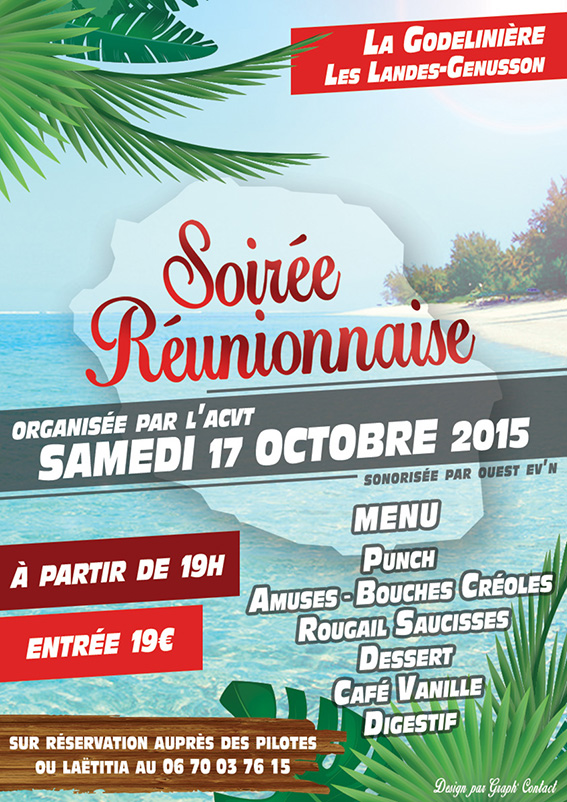 La Godelinière
Les Landes-Genusson
Soirée
Réunionnaise
organisée par l'acvt
Samedi 17 octobre 2015
sonorisée par ouest ev'n
Menu
Punch
Amuses-Bouches Créoles
Rougail Saucisses
Dessert
Café Vanille
Digestif
À partir de 19h
Entrée 19€
sur réservation auprès des pilotes
ou Laëtitia au 06 70 03 76 15
Design par Graph' Contact